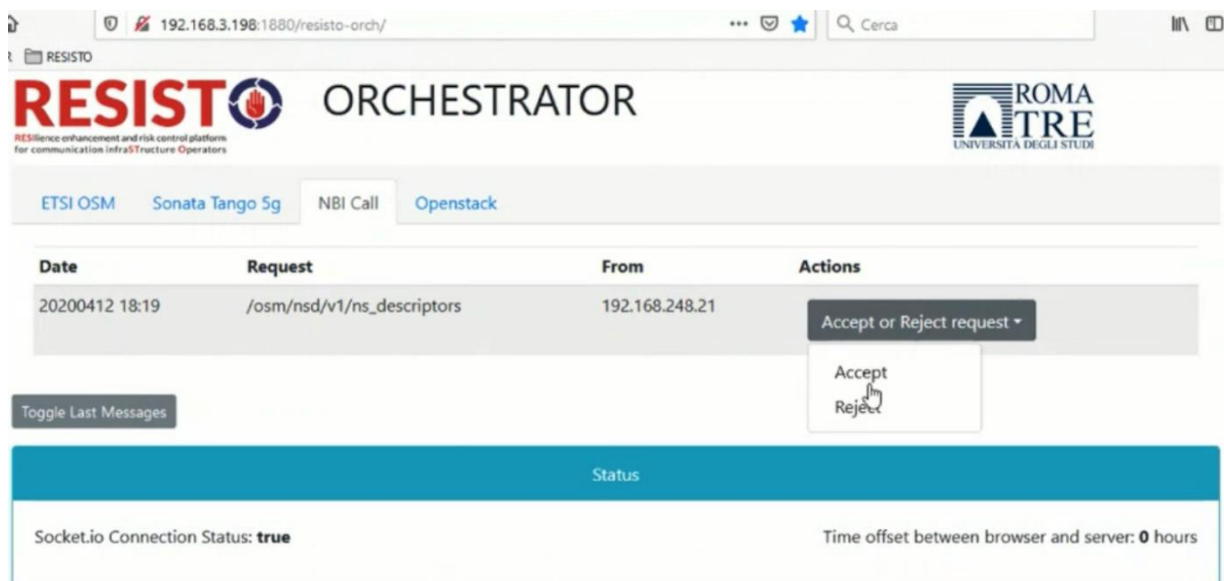 192.168.3.198:1880/resisto-orch/
Cerca
RESISTO
RESISTO
RESIlience enhancement and risk control platform
for communication infraSTructure Operators
ORCHESTRATOR
ROMA
TRE
UNIVERSITÀ DEGLI STUDI
ETSI OSM Sonata Tango 5g NBI Call Openstack
Date Request From Actions
20200412 18:19 /osm/nsd/v1/ns_descriptors 192.168.248.21 Accept or Reject request
Accept
Reject
Toggle Last Messages
Status
Socket.io Connection Status: true Time offset between browser and server: 0 hours